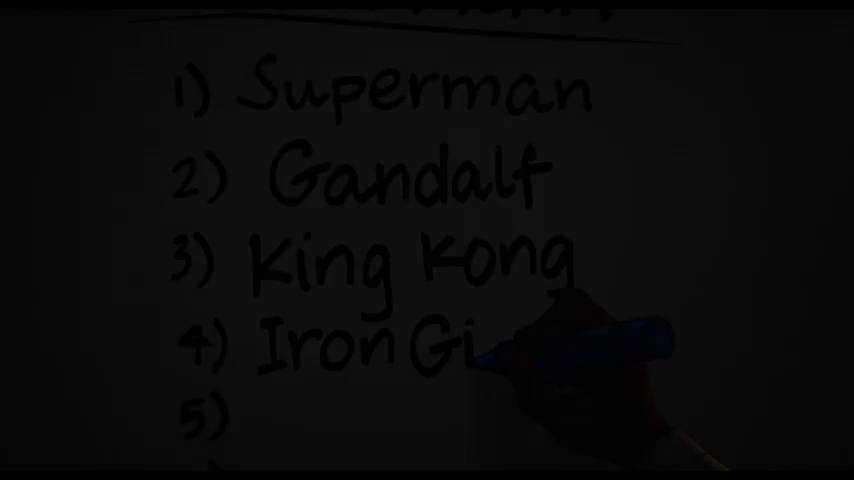 1) Superman
2) Gandalf
3) King Kong
4) Iron Gi
5)